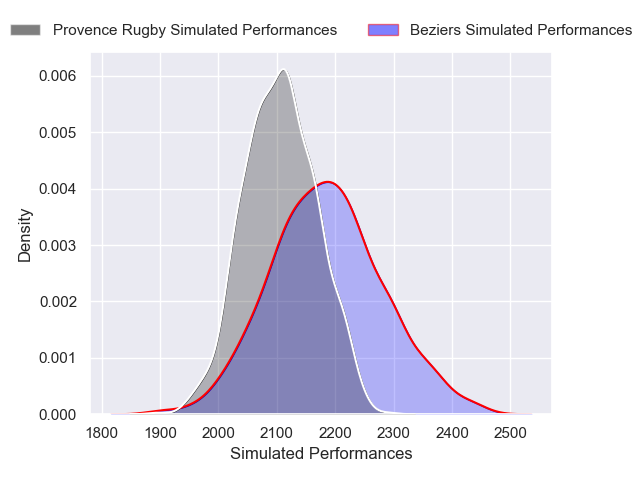 Provence Rugby Simulated Performances
Beziers Simulated Performances
0.006
0.005
0.004
0.003
0.002
0.001
0.000
Density
1800 1900 2000 2100 2200 2300 2400 2500
Simulated Performances